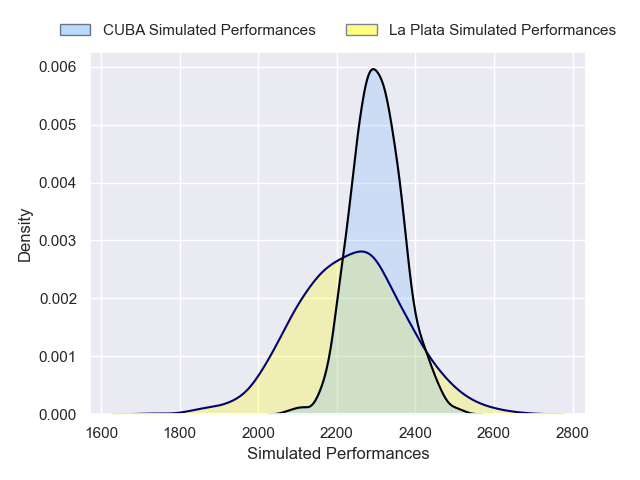 CUBA Simulated Performances La Plata Simulated Performances
0.006
0.005
0.004
0.003
0.002
0.001
0.000
Density
1600 1800 2000 2200 2400 2600 2800
Simulated Performances